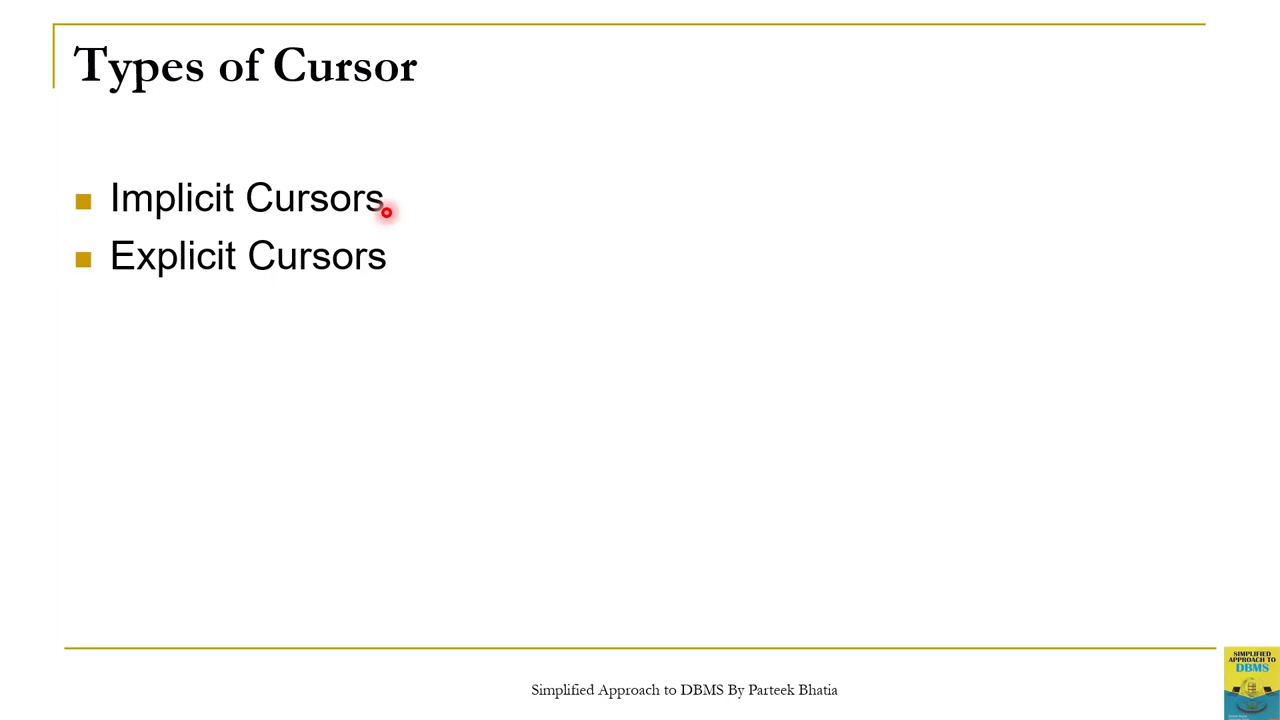 Types of Cursor
Implicit Cursors
Explicit Cursors
Simplified Approach to DBMS By Parteek Bhatia
SIMPLIFIED
APPROACH TO
DBMS